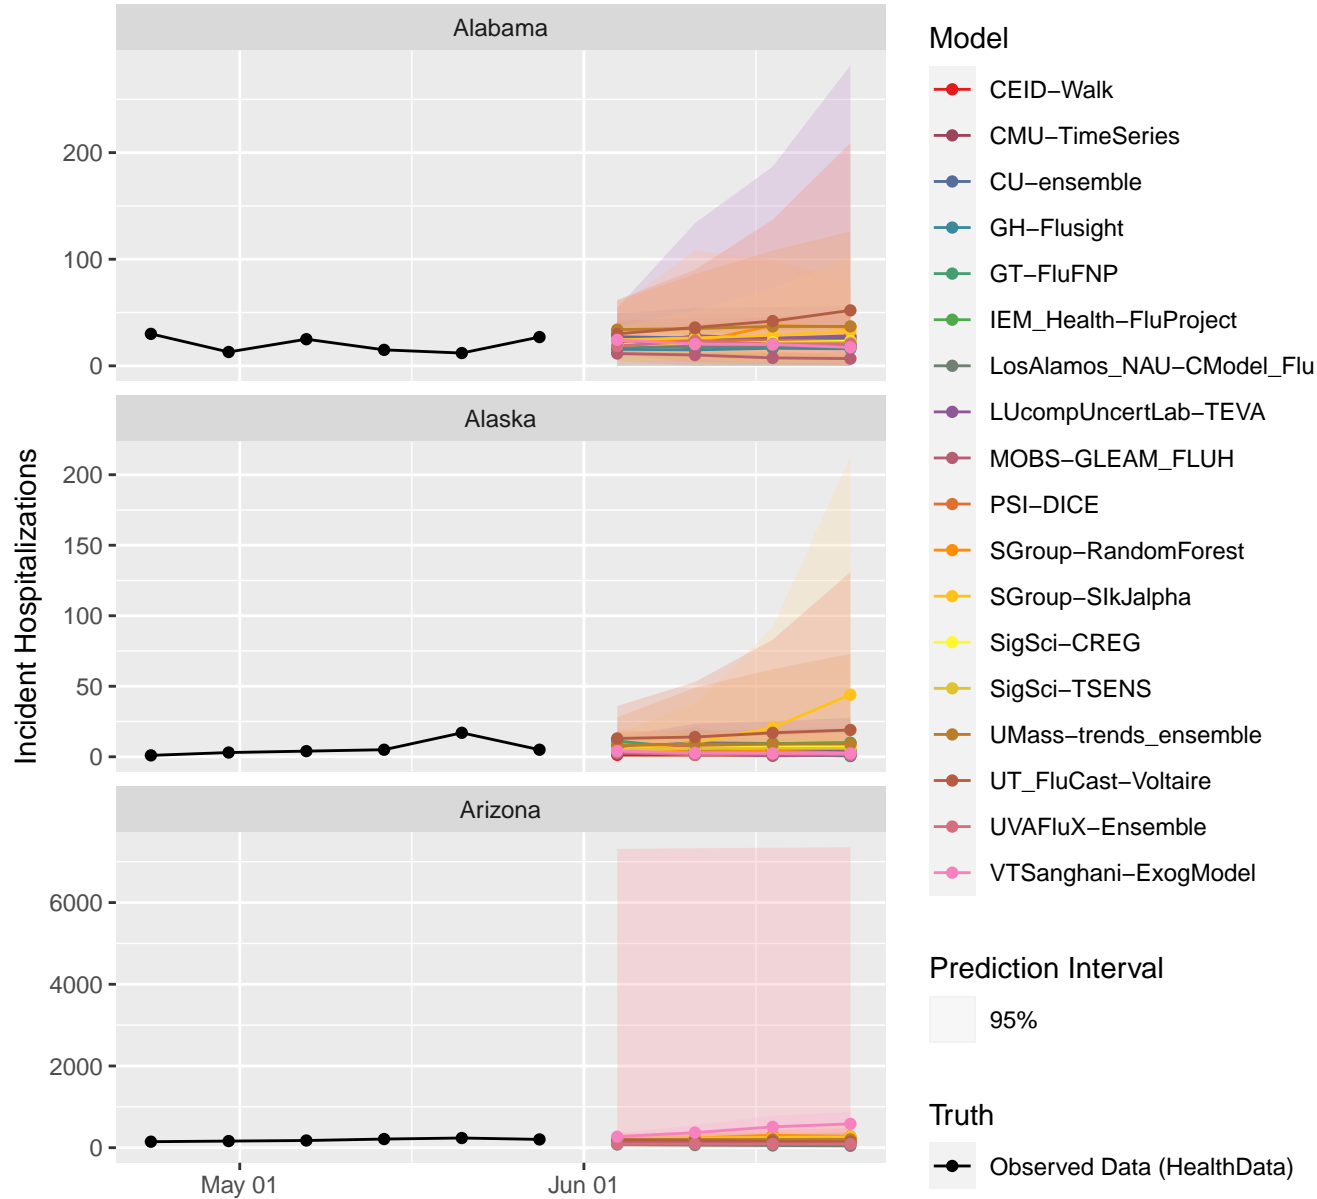 Alabama
200
100
0
Alaska
200
150
100
50
0
Arizona
6000
4000
2000
0
May 01
Jun 01
Incident Hospitalizations
Model
CEID−Walk
CMU−TimeSeries
CU−ensemble
GH−Flusight
GT−FluFNP
IEM_Health−FluProject
LosAlamos_NAU−CModel_Flu
LUcompUncertLab−TEVA
MOBS−GLEAM_FLUH
PSI−DICE
SGroup−RandomForest
SGroup−SIkJalpha
SigSci−CREG
SigSci−TSENS
UMass−trends_ensemble
UT_FluCast−Voltaire
UVAFluX−Ensemble
VTSanghani−ExogModel
Prediction Interval
95%
Truth
Observed Data (HealthData)